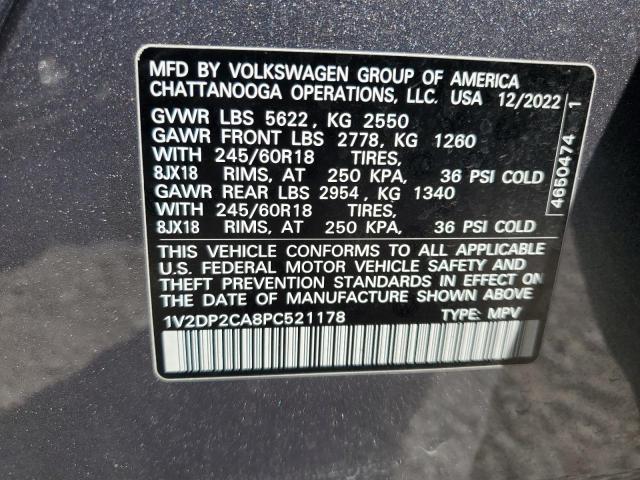 MFD BY VOLKSWAGEN GROUP OF AMERICA
CHATTANOOGA OPERATIONS, LLC. USA 12/2022
GVWR LBS 5622, KG 2550
GAWR FRONT LBS 2778, KG 1260
WITH 245/60R18 TIRES,
8JX18 RIMS, AT 250 KPA, 36 PSI COLD
GAWR REAR LBS 2954, KG 1340
WITH 245/60R18 TIRES,
8JX18 RIMS, AT 250 KPA, 36 PSI COLD
THIS VEHICLE CONFORMS TO ALL APPLICABLE
U.S. FEDERAL MOTOR VEHICLE SAFETY AND
THEFT PREVENTION STANDARDS IN EFFECT ON
THE DATE OF MANUFACTURE SHOWN ABOVE
1V2DP2CA8PC521178 TYPE: MPV
4650474 1